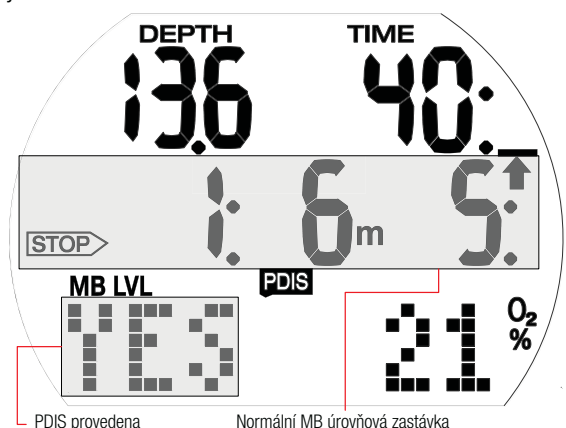 DEPTH TIME
13.6 40:
STOP 1: 6m 5:
MB LVL PDIS
YES 21 O₂ %
PDIS provedena Normální MB úrovňová zastávka